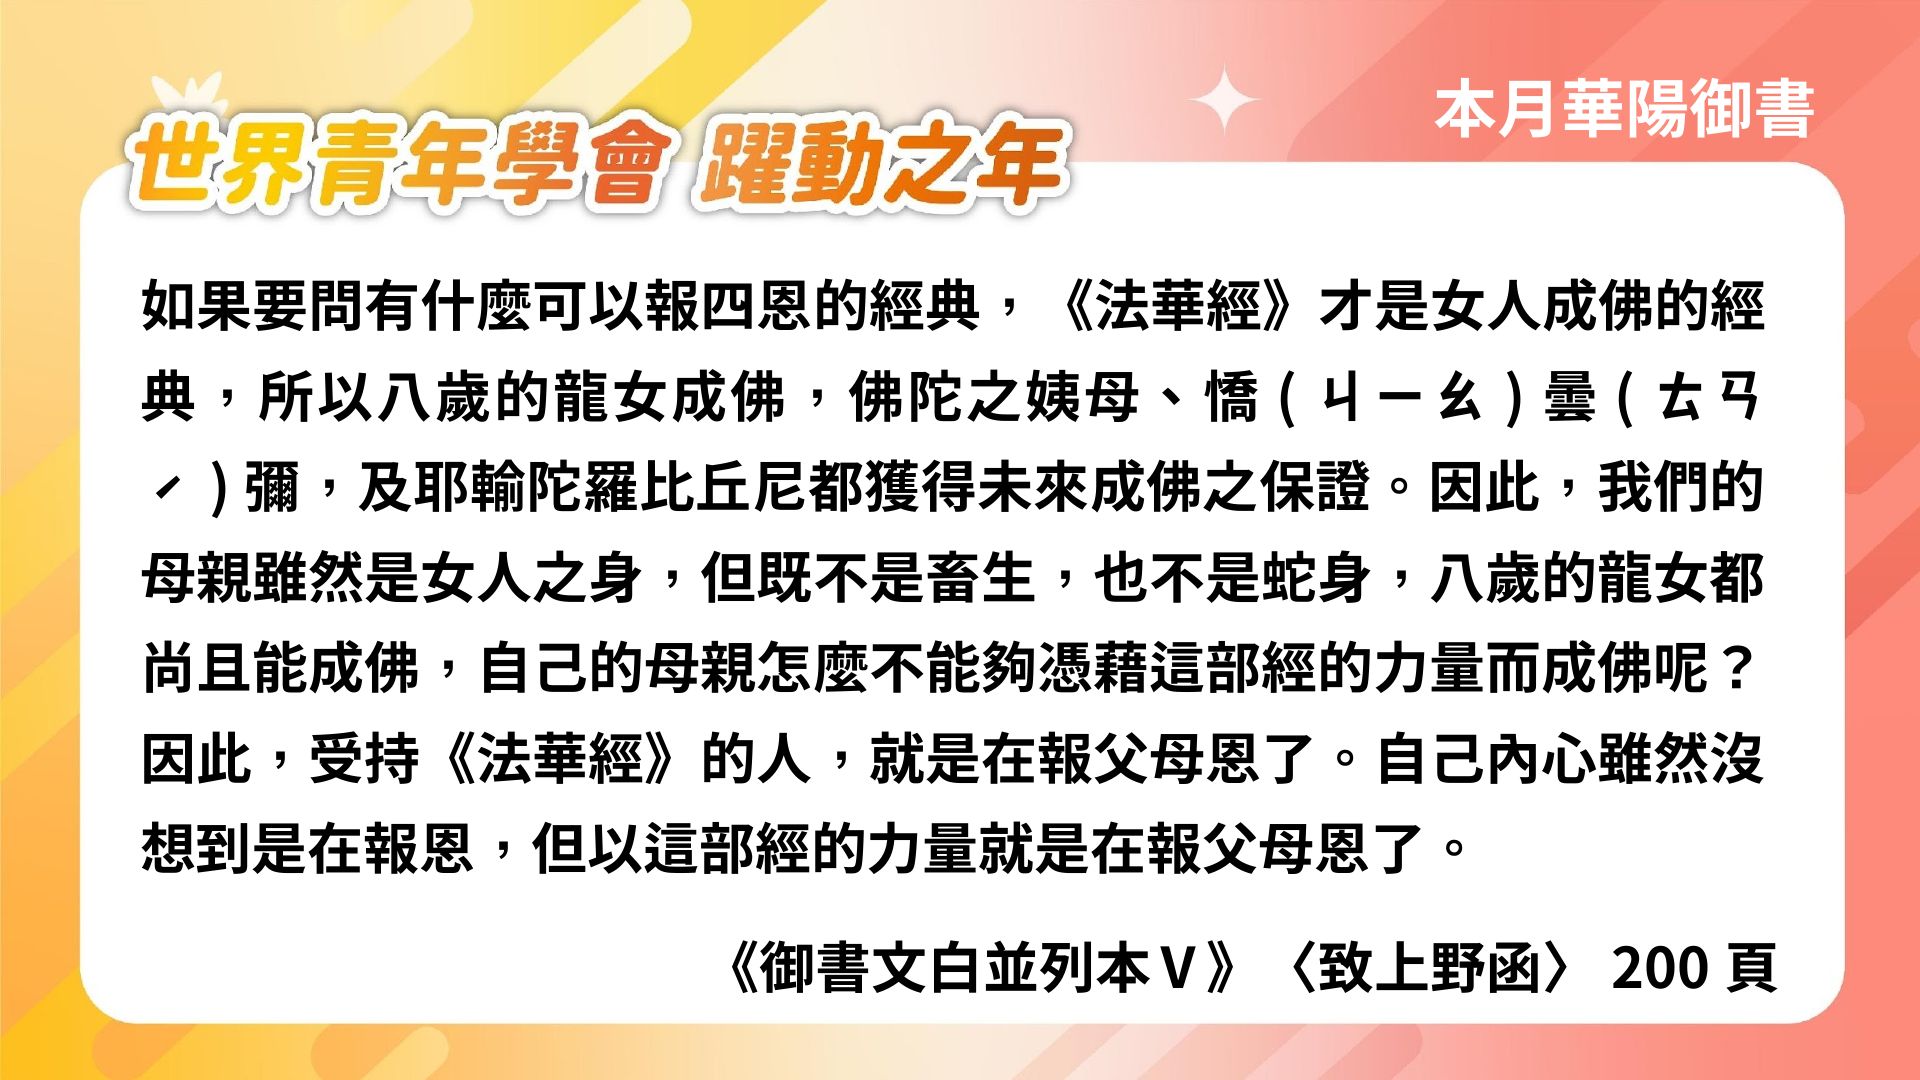 本月華陽御書
世界青年學會 躍動之年
如果要問有什麼可以報四恩的經典，《法華經》才是女人成佛的經
典，所以八歲的龍女成佛，佛陀之姨母、憍(ㄐㄧㄠ)曇(ㄊㄢ
ˊ)彌，及耶輸陀羅比丘尼都獲得未來成佛之保證。因此，我們的
母親雖然是女人之身，但既不是畜生，也不是蛇身，八歲的龍女都
尚且能成佛，自己的母親怎麼不能夠憑藉這部經的力量而成佛呢？
因此，受持《法華經》的人，就是在報父母恩了。自己內心雖然沒
想到是在報恩，但以這部經的力量就是在報父母恩了。
《御書文白並列本Ⅴ》〈致上野函〉 200 頁